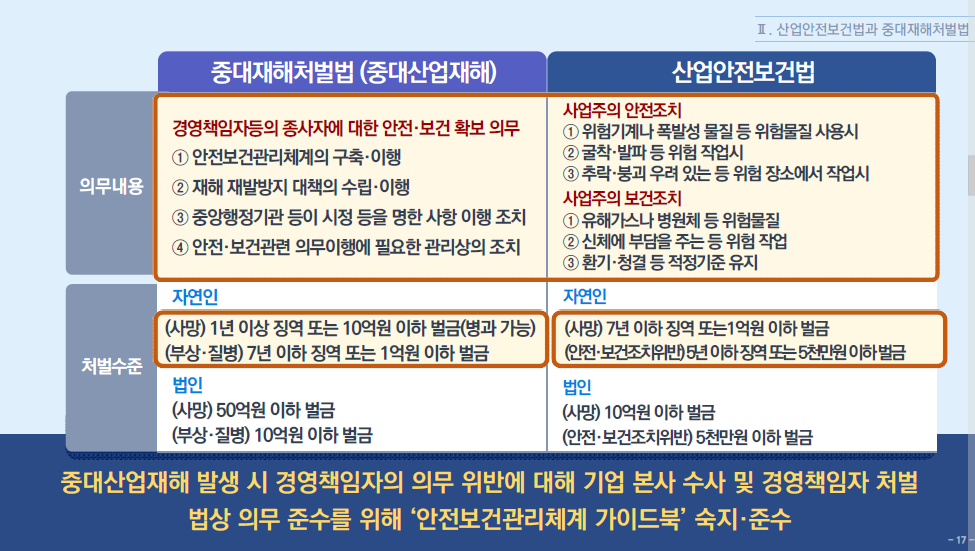 Ⅱ. 산업안전보건법과 중대재해처벌법
중대재해처벌법 (중대산업재해)
산업안전보건법
의무내용
경영책임자등의 종사자에 대한 안전·보건 확보 의무
① 안전보건관리체계의 구축·이행
② 재해 재발방지 대책의 수립·이행
③ 중앙행정기관 등이 시정 등을 명한 사항 이행 조치
④ 안전·보건관련 의무이행에 필요한 관리상의 조치
사업주의 안전조치
① 위험기계나 폭발성 물질 등 위험물질 사용시
② 굴착·발파 등 위험 작업시
③ 추락·붕괴 우려 있는 등 위험 장소에서 작업시
사업주의 보건조치
① 유해가스나 병원체 등 위험물질
② 신체에 부담을 주는 등 위험 작업
③ 환기·청결 등 적정기준 유지
처벌수준
자연인
(사망) 1년 이상 징역 또는 10억원 이하 벌금(병과 가능)
(부상·질병) 7년 이하 징역 또는 1억원 이하 벌금
법인
(사망) 50억원 이하 벌금
(부상·질병) 10억원 이하 벌금
자연인
(사망) 7년 이하 징역 또는1억원 이하 벌금
(안전·보건조치위반) 5년 이하 징역 또는 5천만원 이하 벌금
법인
(사망) 10억원 이하 벌금
(안전·보건조치위반) 5천만원 이하 벌금
중대산업재해 발생 시 경영책임자의 의무 위반에 대해 기업 본사 수사 및 경영책임자 처벌
법상 의무 준수를 위해 ‘안전보건관리체계 가이드북’ 숙지·준수
- 17 -